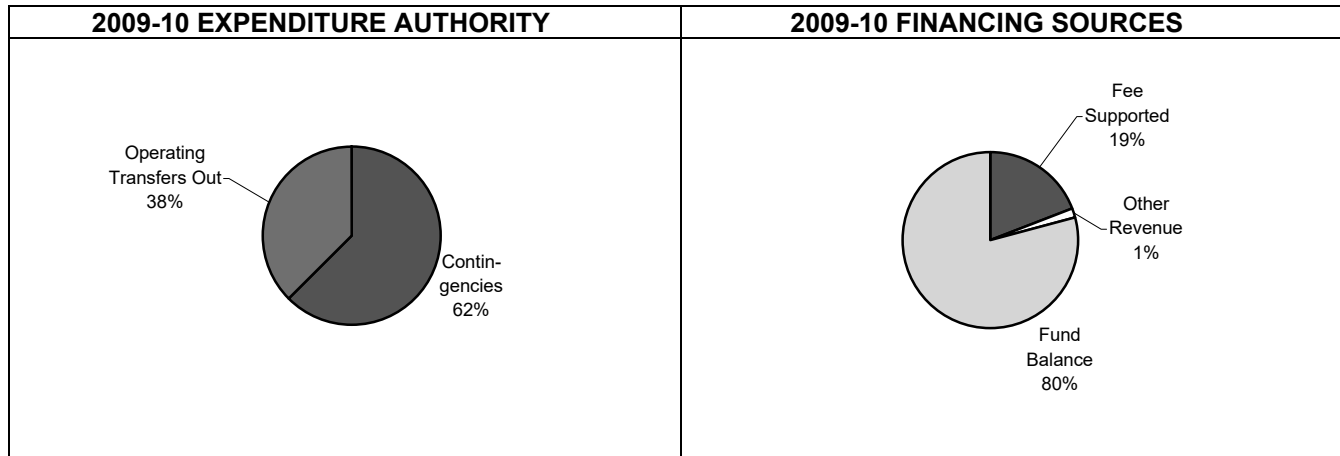 2009-10 EXPENDITURE AUTHORITY
Operating
Transfers Out
38%
Contin-
gencies
62%
2009-10 FINANCING SOURCES
Fee
Supported
19%
Other
Revenue
1%
Fund
Balance
80%